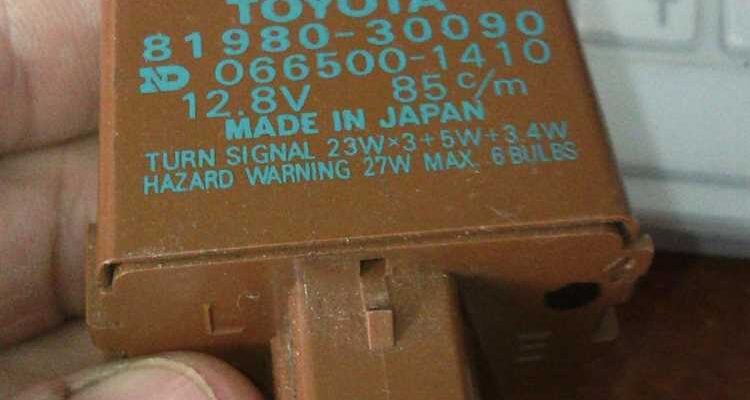 TOYOTA
81980-30090
ND 066500-1410
12.8V 85 c/m
MADE IN JAPAN
TURN SIGNAL 23W×3+5W+3.4W
HAZARD WARNING 27W MAX. 6 BULBS
L